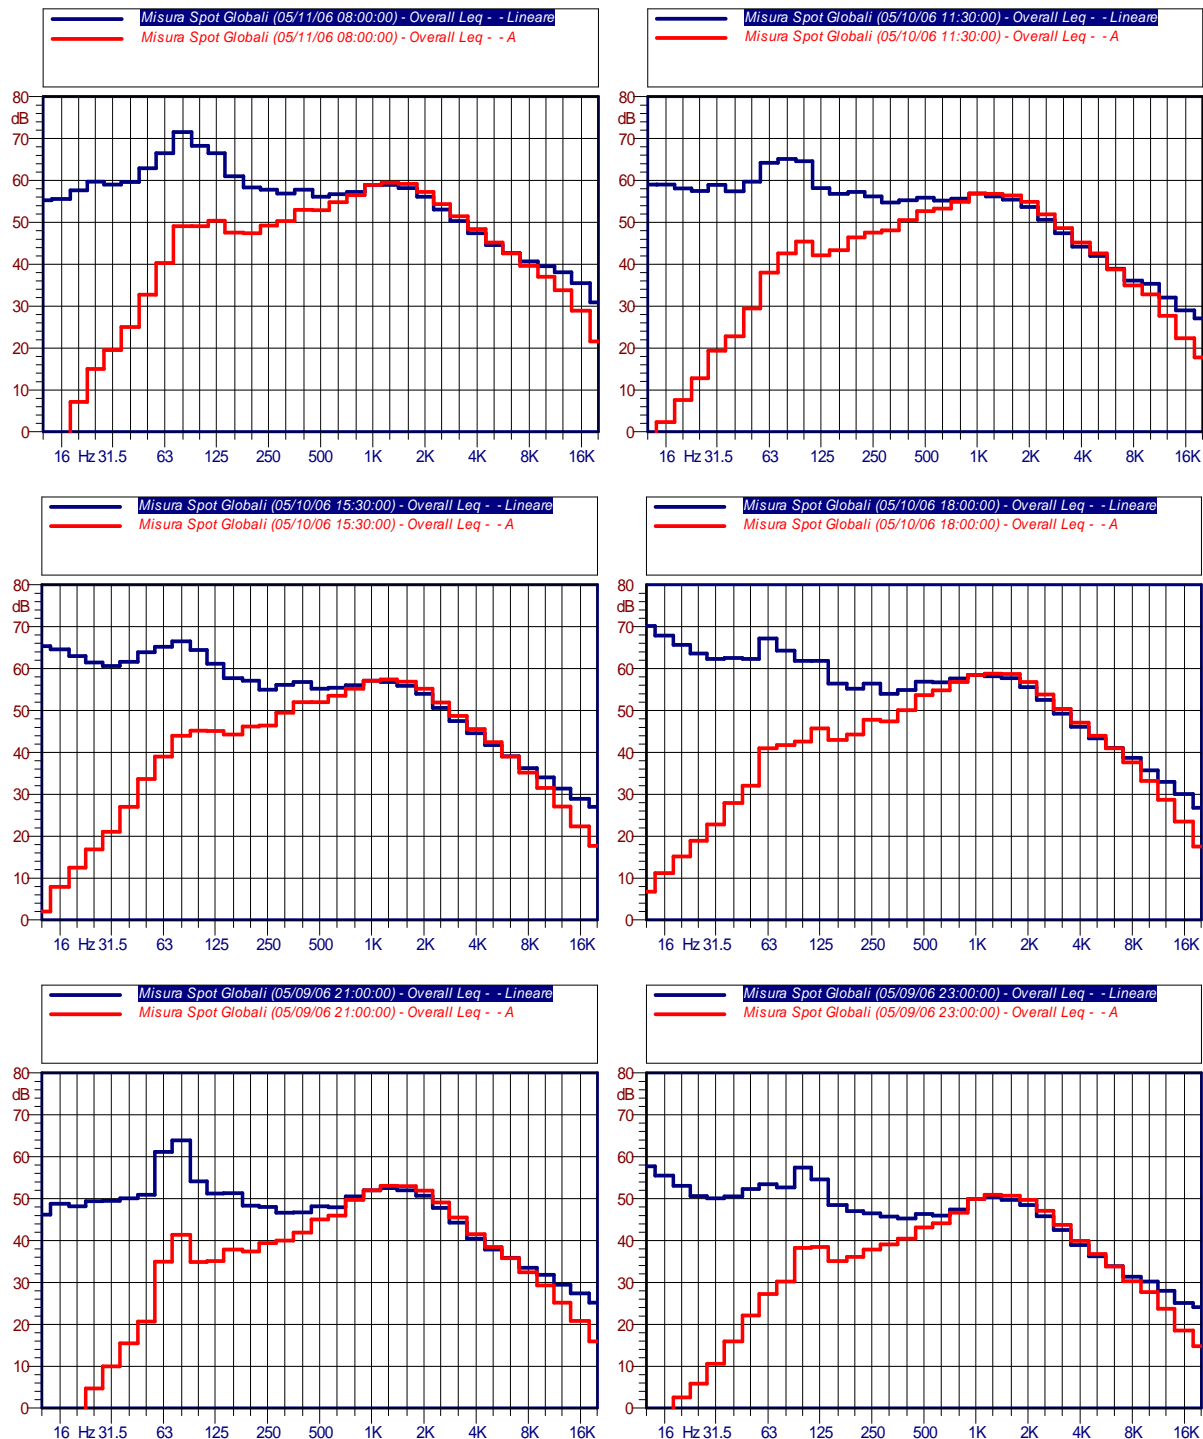 Misura Spot Globali (05/11/06 08:00:00) - Overall Leq - - Lineare
Misura Spot Globali (05/11/06 08:00:00) - Overall Leq - - A
80
dB
70
60
50
40
30
20
10
0
16 Hz 31.5 63 125 250 500 1K 2K 4K 8K 16K
Misura Spot Globali (05/10/06 11:30:00) - Overall Leq - - Lineare
Misura Spot Globali (05/10/06 11:30:00) - Overall Leq - - A
80
dB
70
60
50
40
30
20
10
0
16 Hz 31.5 63 125 250 500 1K 2K 4K 8K 16K
Misura Spot Globali (05/10/06 15:30:00) - Overall Leq - - Lineare
Misura Spot Globali (05/10/06 15:30:00) - Overall Leq - - A
80
dB
70
60
50
40
30
20
10
0
16 Hz 31.5 63 125 250 500 1K 2K 4K 8K 16K
Misura Spot Globali (05/10/06 18:00:00) - Overall Leq - - Lineare
Misura Spot Globali (05/10/06 18:00:00) - Overall Leq - - A
80
dB
70
60
50
40
30
20
10
0
16 Hz 31.5 63 125 250 500 1K 2K 4K 8K 16K
Misura Spot Globali (05/09/06 21:00:00) - Overall Leq - - Lineare
Misura Spot Globali (05/09/06 21:00:00) - Overall Leq - - A
80
dB
70
60
50
40
30
20
10
0
16 Hz 31.5 63 125 250 500 1K 2K 4K 8K 16K
Misura Spot Globali (05/09/06 23:00:00) - Overall Leq - - Lineare
Misura Spot Globali (05/09/06 23:00:00) - Overall Leq - - A
80
dB
70
60
50
40
30
20
10
0
16 Hz 31.5 63 125 250 500 1K 2K 4K 8K 16K